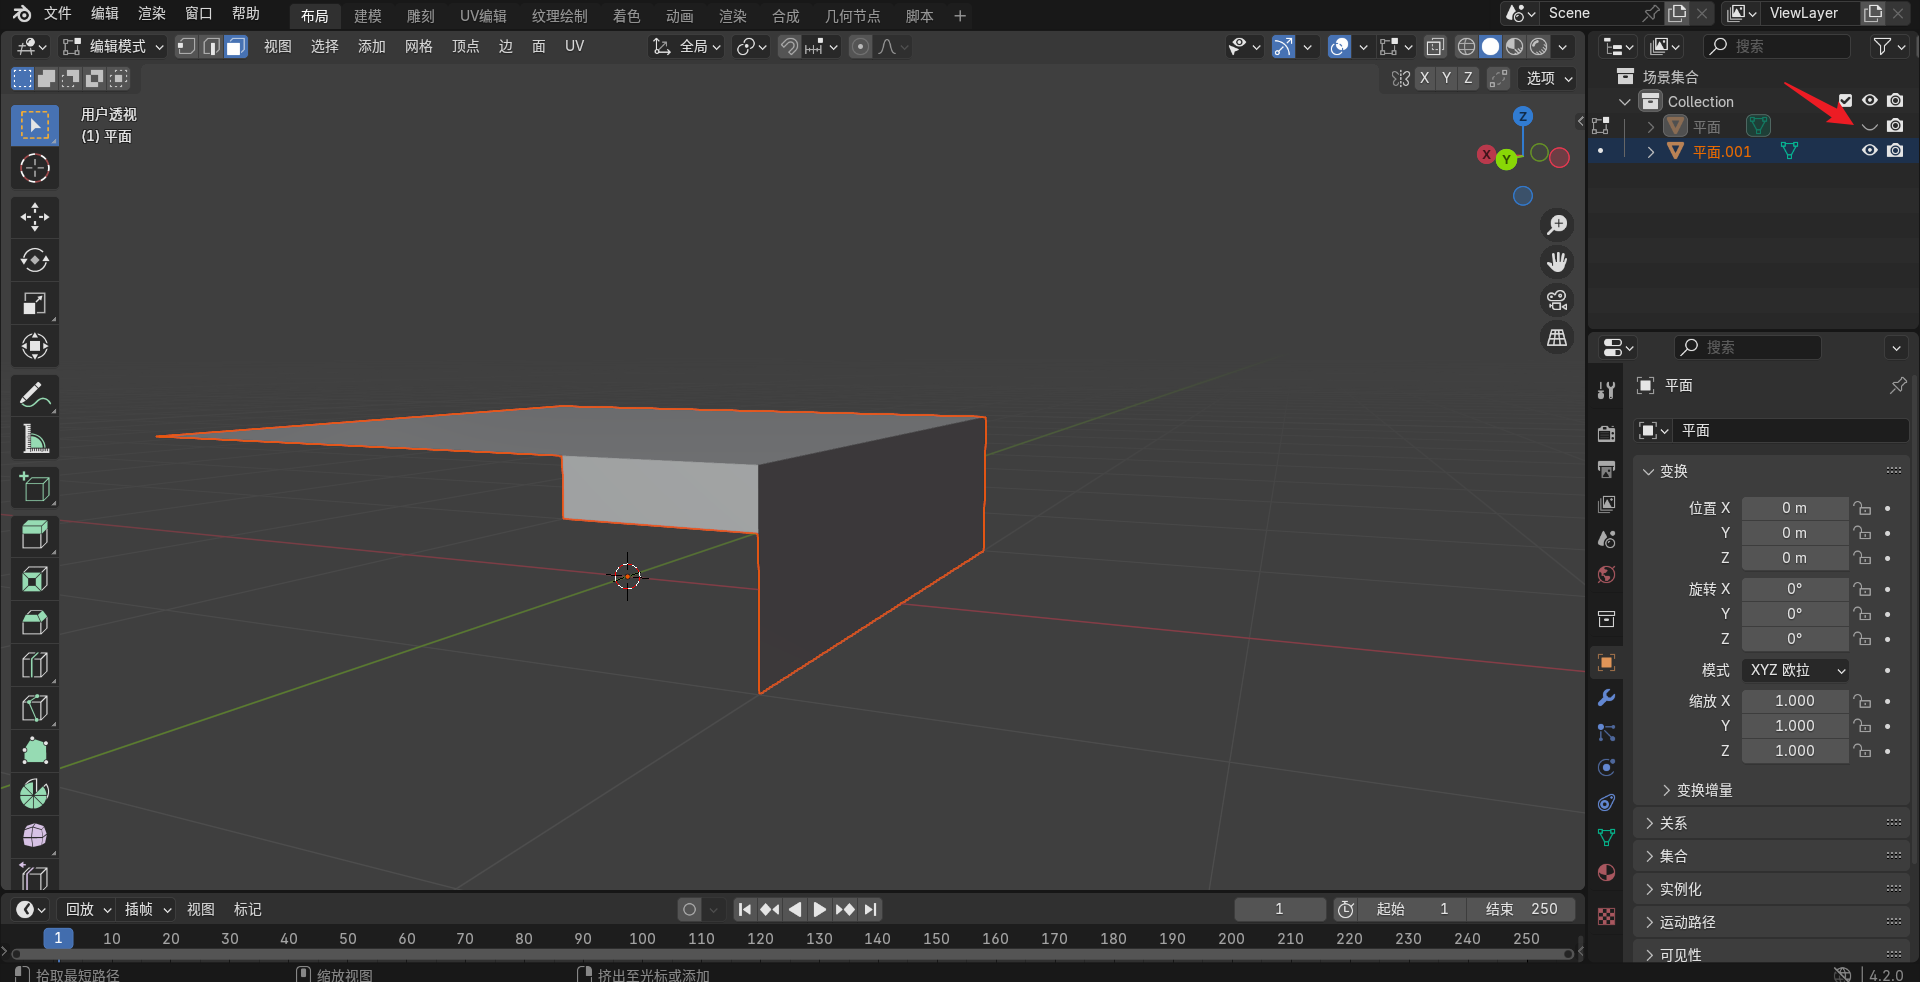 文件 编辑 渲染 窗口 帮助 布局 建模 雕刻 UV编辑 纹理绘制 着色 动画 渲染 合成 几何节点 脚本 + Scene ViewLayer
编辑模式 视图 选择 添加 网格 顶点 边 面 UV 全局
X Y Z 选项
用户透视
(1) 平面
Z
X Y
搜索
场景集合
Collection
平面
平面.001
搜索
平面
平面
变换
位置 X 0 m
Y 0 m
Z 0 m
旋转 X 0°
Y 0°
Z 0°
模式 XYZ 欧拉
缩放 X 1.000
Y 1.000
Z 1.000
变换增量
关系
集合
实例化
运动路径
可见性
回放 插帧 视图 标记 1 起始 1 结束 250
1 10 20 30 40 50 60 70 80 90 100 110 120 130 140 150 160 170 180 190 200 210 220 230 240 250
拾取最短路径 缩放视图 挤出至光标或添加 4.2.0